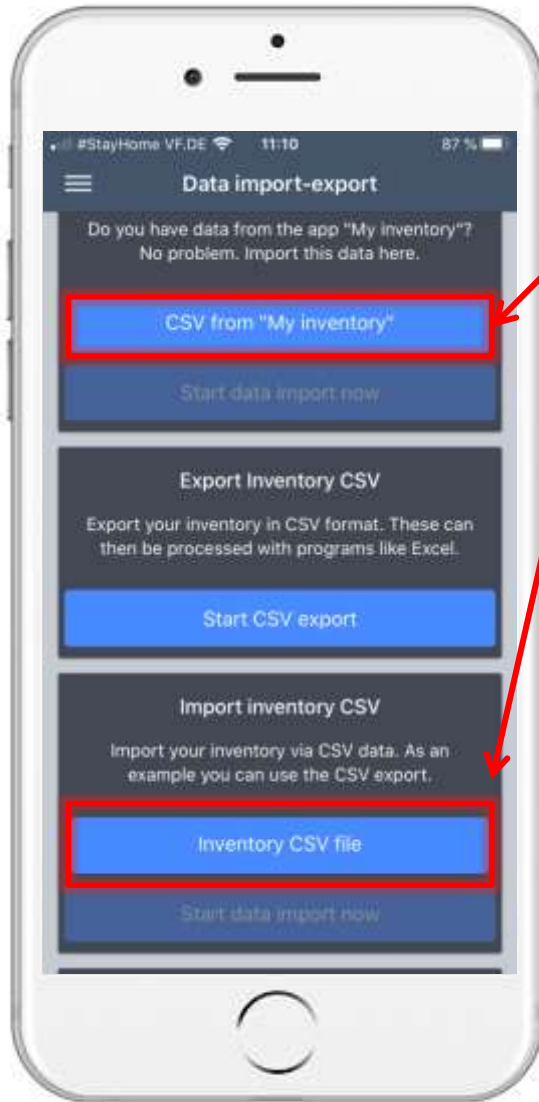 #StayHome VF.DE 11:10 87 %
Data import-export
Do you have data from the app "My inventory"?
No problem. Import this data here.
CSV from "My inventory"
Start data import now
Export Inventory CSV
Export your inventory in CSV format. These can
then be processed with programs like Excel.
Start CSV export
Import inventory CSV
Import your inventory via CSV data. As an
example you can use the CSV export.
Inventory CSV file
Start data import now